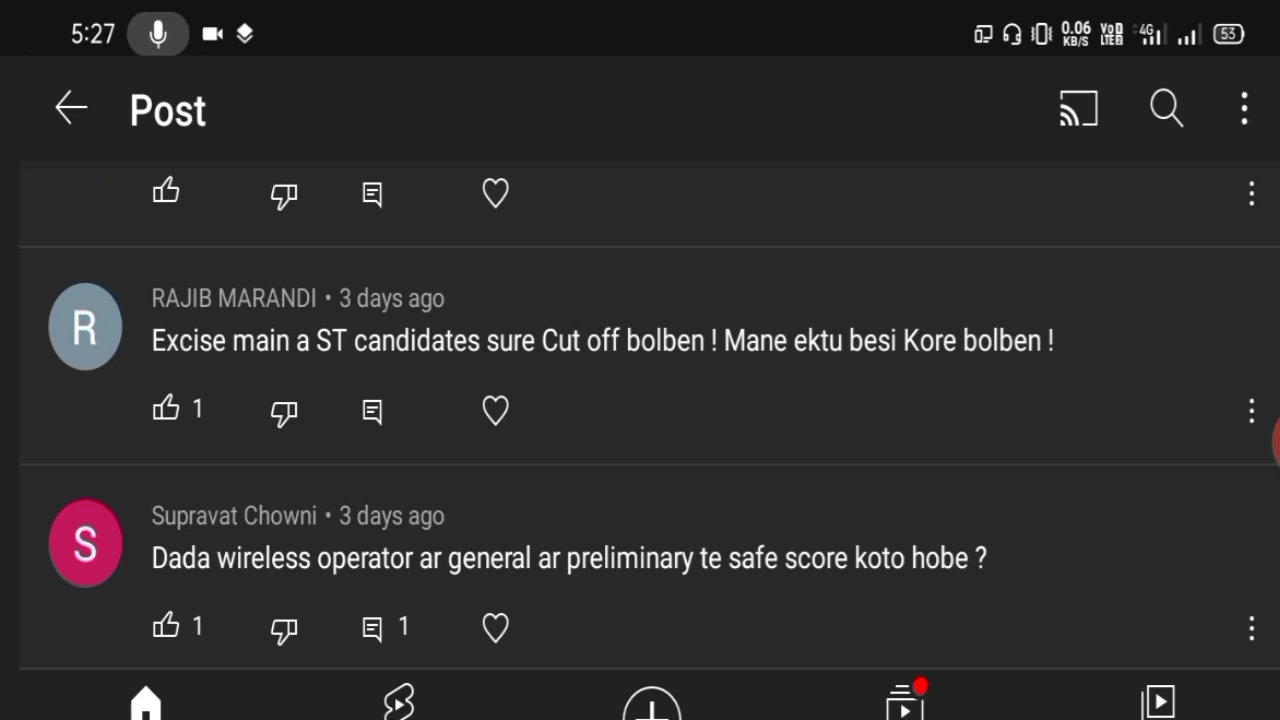 5:27 0.06 KB/S VoD LTE 4G 53
Post
RAJIB MARANDI • 3 days ago
R
Excise main a ST candidates sure Cut off bolben ! Mane ektu besi Kore bolben !
1
Supravat Chowni • 3 days ago
S
Dada wireless operator ar general ar preliminary te safe score koto hobe ?
1 1